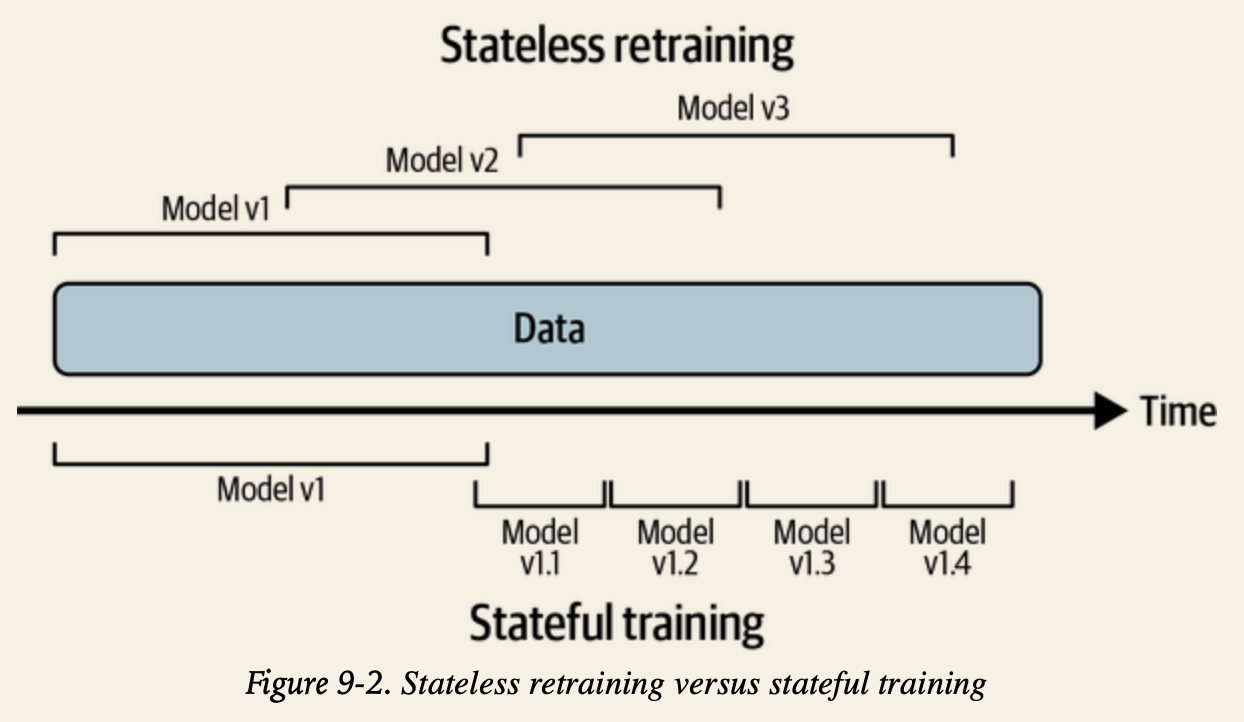 Stateless retraining
Model v3
Model v2
Model v1
Data
Time
Model v1
Model
v1.1
Model
v1.2
Model
v1.3
Model
v1.4
Stateful training
Figure 9-2. Stateless retraining versus stateful training